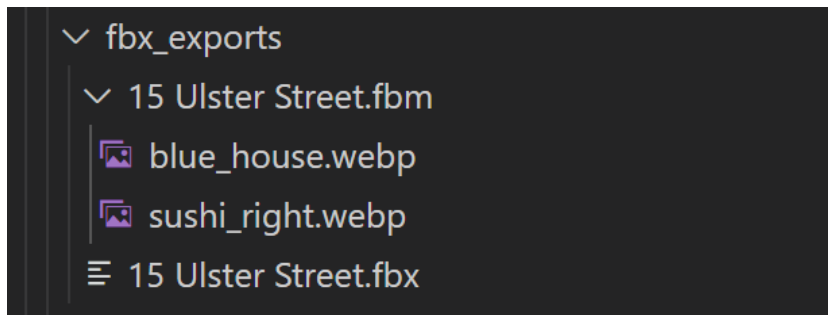 fbx_exports
15 Ulster Street.fbm
blue_house.webp
sushi_right.webp
15 Ulster Street.fbx